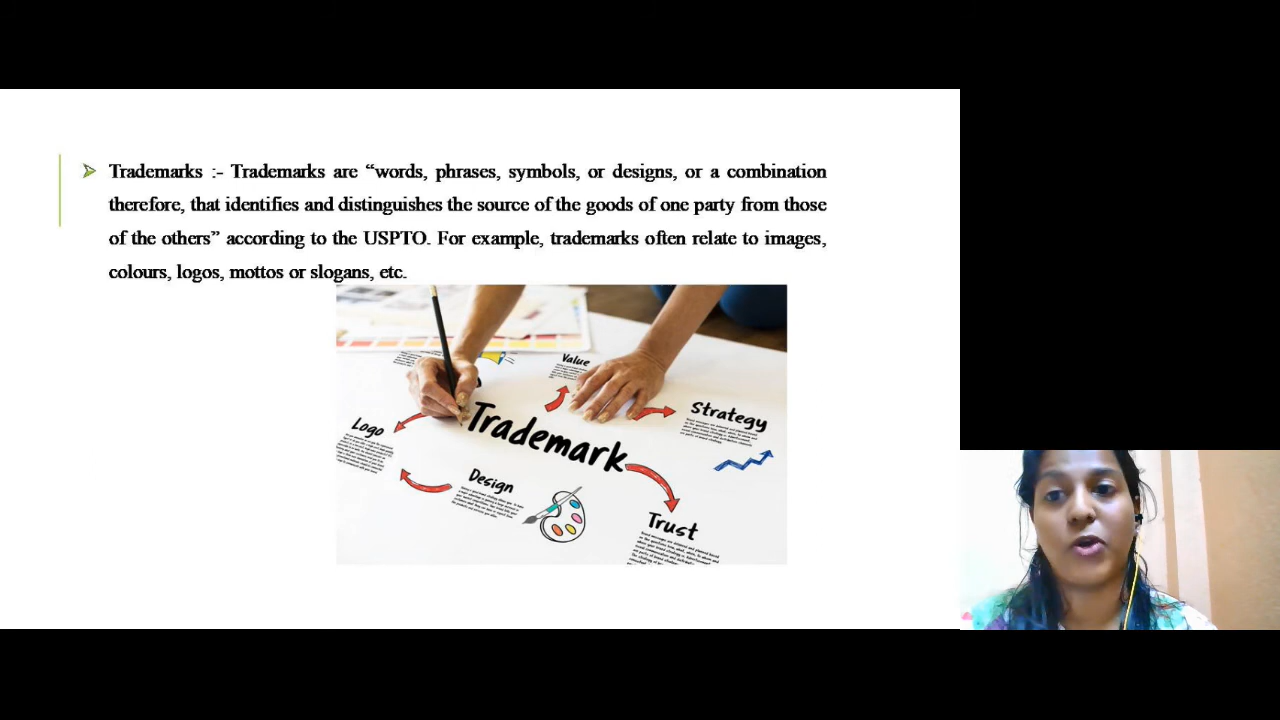 Trademarks :- Trademarks are “words, phrases, symbols, or designs, or a combination
therefore, that identifies and distinguishes the source of the goods of one party from those
of the others” according to the USPTO. For example, trademarks often relate to images,
colours, logos, mottos or slogans, etc.
Value
Strategy
Trademark
Logo
Design
Trust